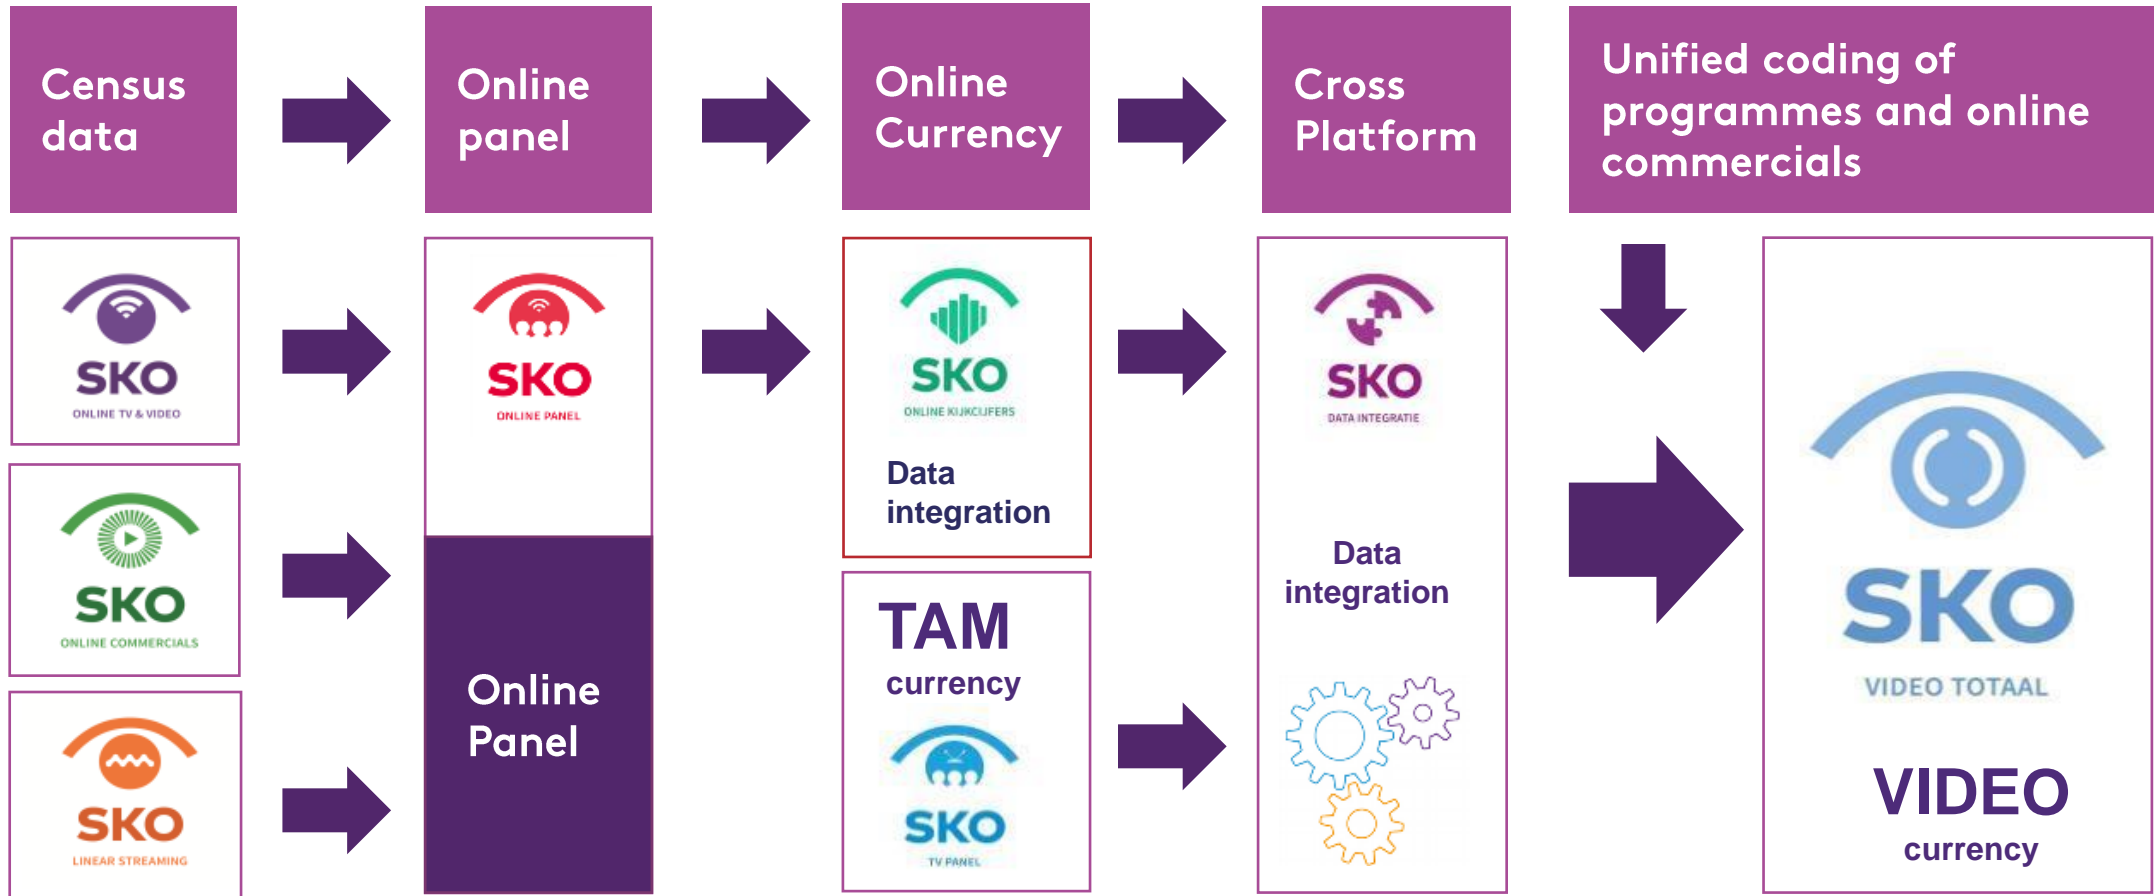 Census
data
Online
panel
Online
Currency
Cross
Platform
Unified coding of
programmes and online
commercials
SKO
ONLINE TV & VIDEO
SKO
ONLINE COMMERCIALS
SKO
LINEAR STREAMING
SKO
ONLINE PANEL
Online
Panel
SKO
ONLINE KIJKCIJFERS
Data
integration
TAM
currency
SKO
TV PANEL
SKO
DATA INTEGRATIE
Data
integration
SKO
VIDEO TOTAAL
VIDEO
currency